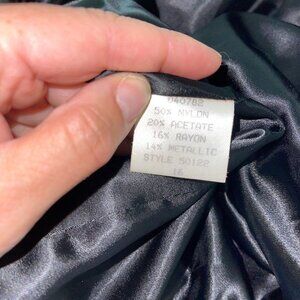 040782
50% NYLON
20% ACETATE
16% RAYON
14% METALLIC
STYLE 50122
16